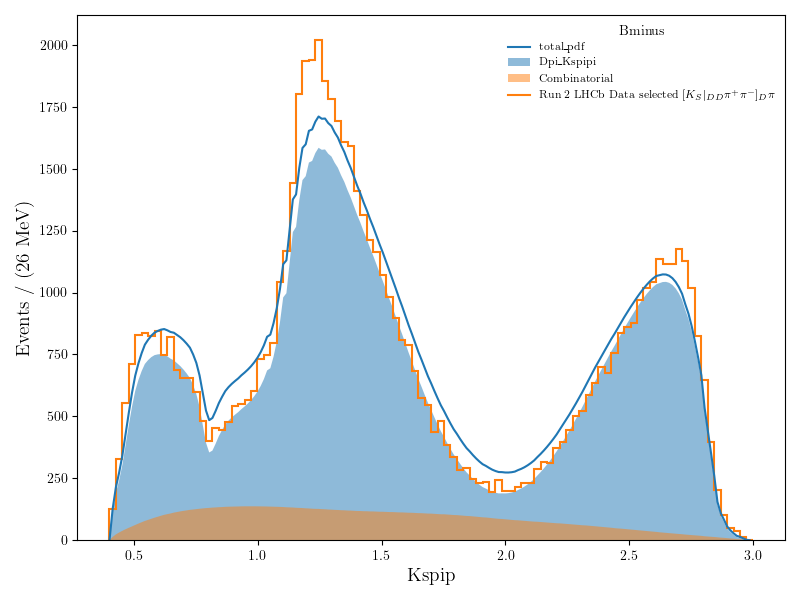 Bminus
total_pdf
Dpi_Kspipi
Combinatorial
Run 2 LHCb Data selected [K_S|_{DD}π⁺π⁻]_Dπ
Events / (26 MeV)
2000
1750
1500
1250
1000
750
500
250
0
0.5 1.0 1.5 2.0 2.5 3.0
Kspip